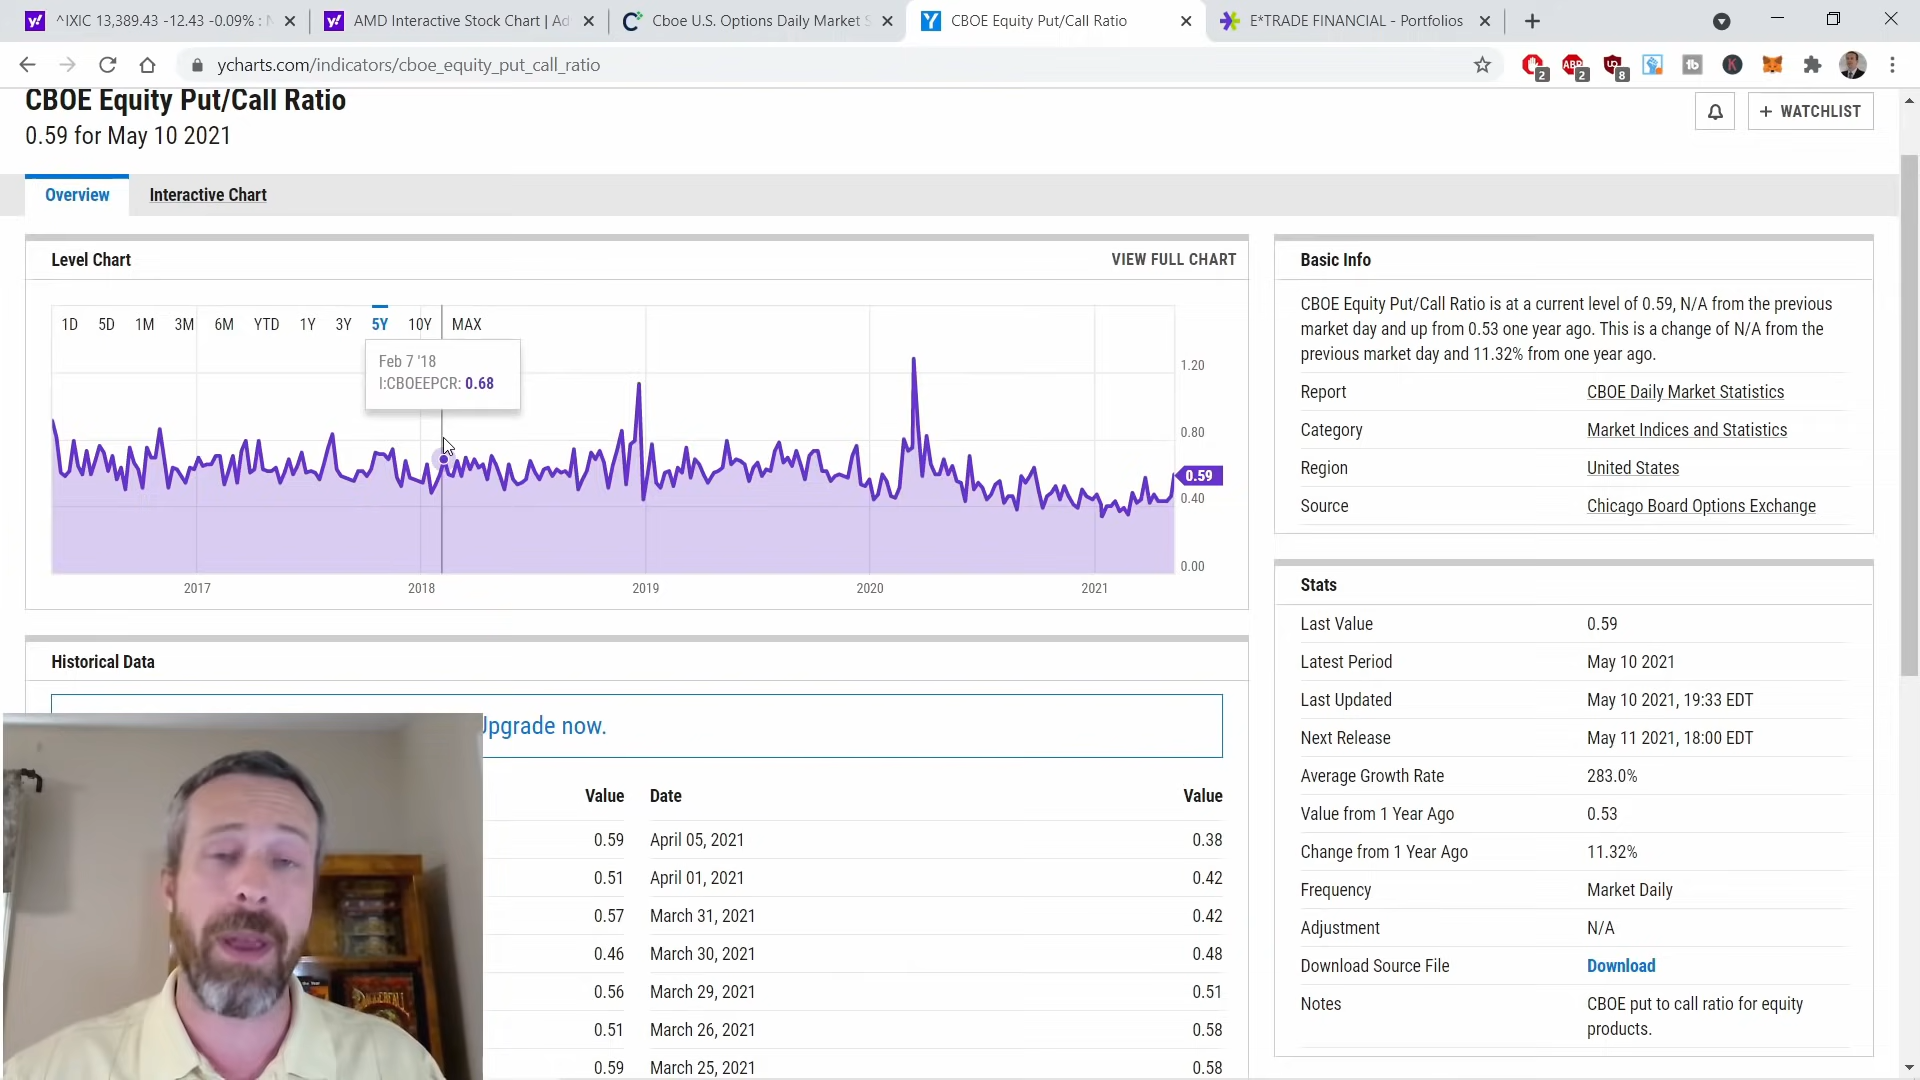 ^IXIC 13,389.43 -12.43 -0.09% : N
AMD Interactive Stock Chart | Ad
Cboe U.S. Options Daily Market S
CBOE Equity Put/Call Ratio
E*TRADE FINANCIAL - Portfolios
ycharts.com/indicators/cboe_equity_put_call_ratio
2
2
8
CBOE Equity Put/Call Ratio
0.59 for May 10 2021
+ WATCHLIST
Overview
Interactive Chart
Level Chart
VIEW FULL CHART
1D 5D 1M 3M 6M YTD 1Y 3Y 5Y 10Y MAX
Feb 7 '18
I:CBOEEPCR: 0.68
1.20
0.80
0.59
0.40
0.00
2017 2018 2019 2020 2021
Historical Data
Upgrade now.
Value Date Value
0.59 April 05, 2021 0.38
0.51 April 01, 2021 0.42
0.57 March 31, 2021 0.42
0.46 March 30, 2021 0.48
0.56 March 29, 2021 0.51
0.51 March 26, 2021 0.58
0.59 March 25, 2021 0.58
Basic Info
CBOE Equity Put/Call Ratio is at a current level of 0.59, N/A from the previous
market day and up from 0.53 one year ago. This is a change of N/A from the
previous market day and 11.32% from one year ago.
Report CBOE Daily Market Statistics
Category Market Indices and Statistics
Region United States
Source Chicago Board Options Exchange
Stats
Last Value 0.59
Latest Period May 10 2021
Last Updated May 10 2021, 19:33 EDT
Next Release May 11 2021, 18:00 EDT
Average Growth Rate 283.0%
Value from 1 Year Ago 0.53
Change from 1 Year Ago 11.32%
Frequency Market Daily
Adjustment N/A
Download Source File Download
Notes CBOE put to call ratio for equity
products.